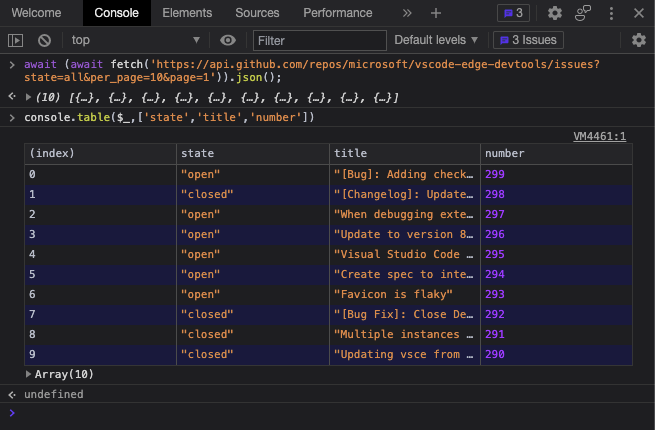 Welcome Console Elements Sources Performance » + 3
top Filter Default levels 3 Issues
> await (await fetch('https://api.github.com/repos/microsoft/vscode-edge-devtools/issues?
state=all&per_page=10&page=1')).json();
(10) [{…}, {…}, {…}, {…}, {…}, {…}, {…}, {…}, {…}, {…}]
> console.table($_,['state','title','number'])
VM4461:1
(index) state title number
0 "open" "[Bug]: Adding check… 299
1 "closed" "[Changelog]: Update… 298
2 "open" "When debugging exte… 297
3 "open" "Update to version 8… 296
4 "open" "Visual Studio Code … 295
5 "open" "Create spec to inte… 294
6 "open" "Favicon is flaky" 293
7 "closed" "[Bug Fix]: Close De… 292
8 "closed" "Multiple instances … 291
9 "closed" "Updating vsce from … 290
Array(10)
undefined
>